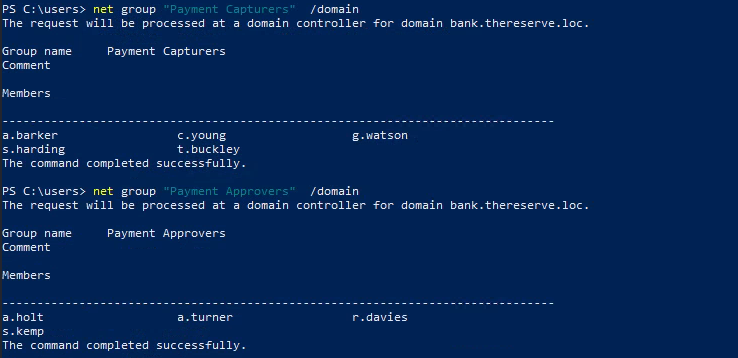 PS C:\users> net group "Payment Capturers"  /domain
The request will be processed at a domain controller for domain bank.thereserve.loc.
Group name     Payment Capturers
Comment
Members
-------------------------------------------------------------------------------
a.barker                 c.young                  g.watson
s.harding                t.buckley
The command completed successfully.
PS C:\users> net group "Payment Approvers"  /domain
The request will be processed at a domain controller for domain bank.thereserve.loc.
Group name     Payment Approvers
Comment
Members
-------------------------------------------------------------------------------
a.holt                   a.turner                 r.davies
s.kemp
The command completed successfully.